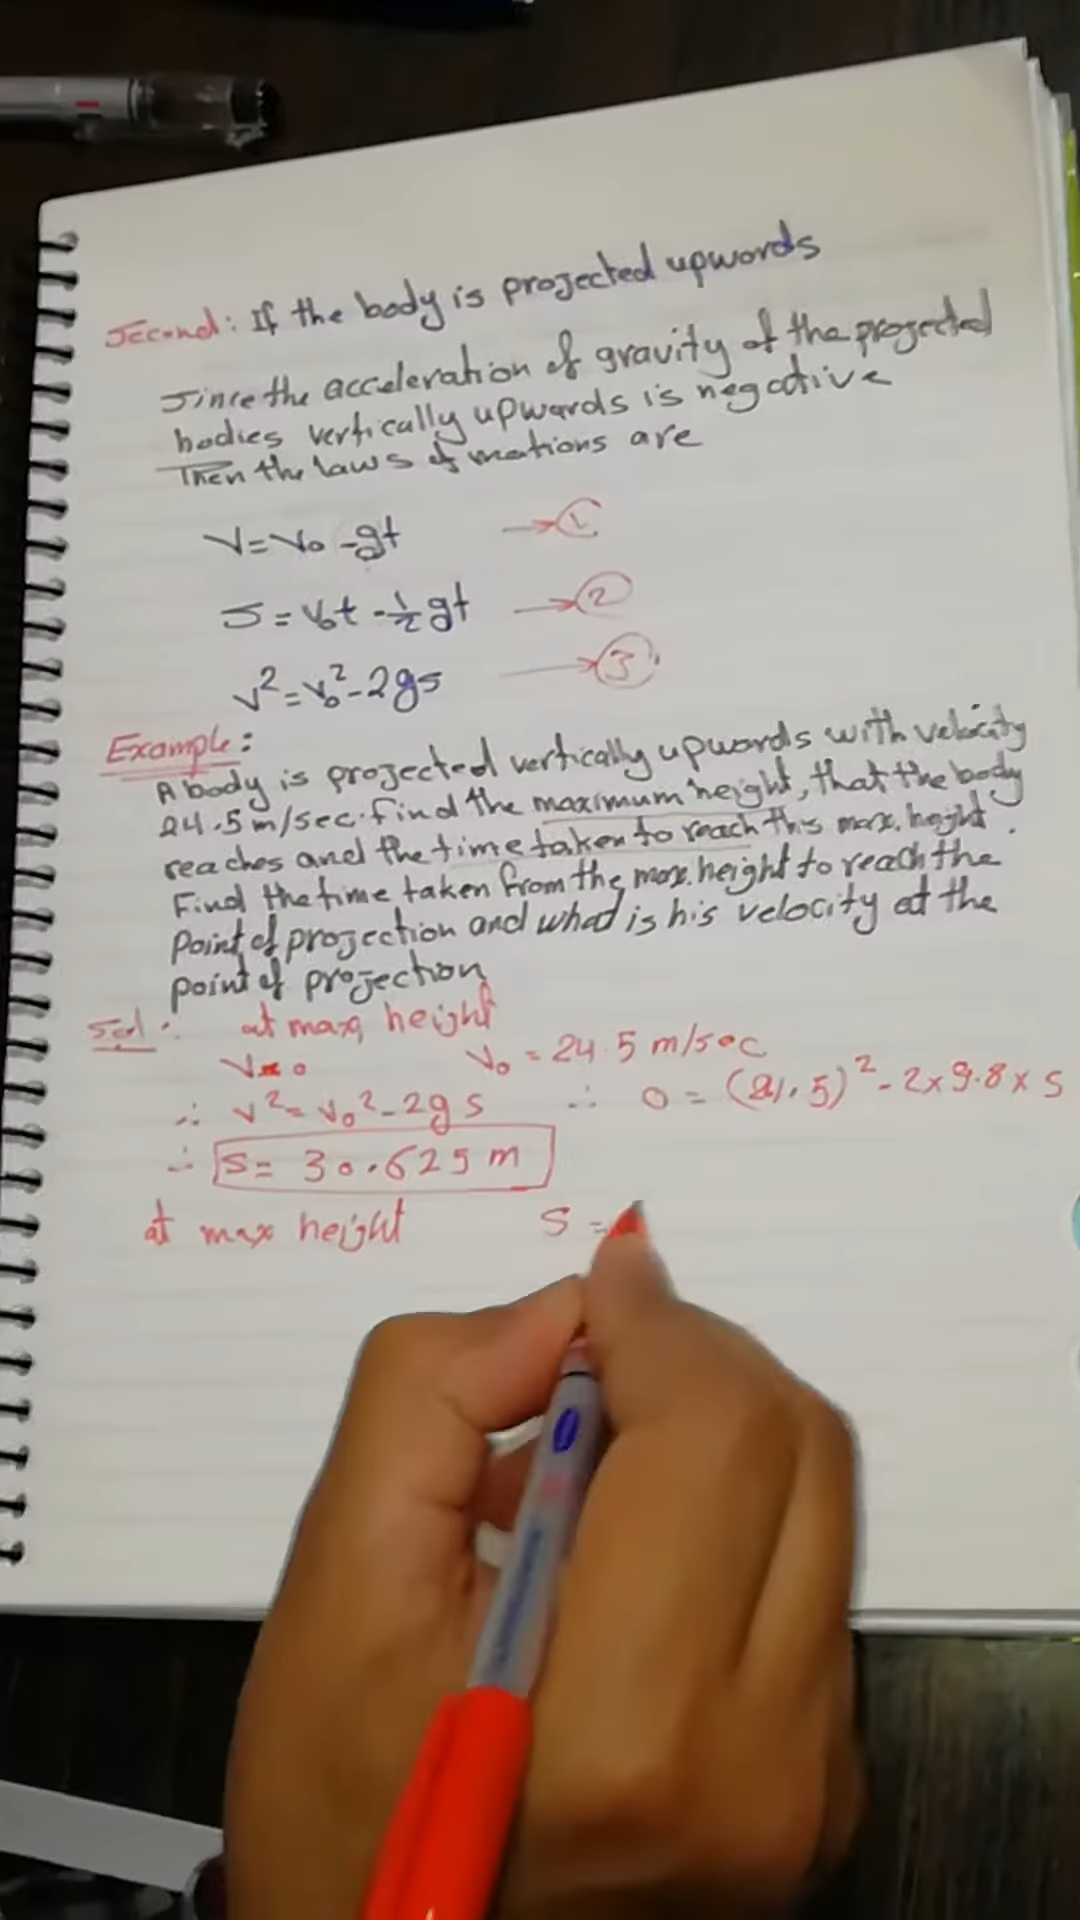 Second: If the body is projected upwords
Since the acceleration of gravity of the projected
bodies vertically upwards is negative
Then the laws of motions are
V = V₀ - gt → ①
S = V₀t - 1/2 gt → ②
v² = v₀² - 2gs → ③
Example:
A body is projected vertically upwords with velocity
24.5 m/sec. find the maximum height, that the body
reaches and the time taken to reach this max. height.
Find the time taken from the max. height to reach the
point of projection and what is his velocity at the
point of projection
Sol: at max height
V = 0 V₀ = 24.5 m/sec
∴ v² = v₀² - 2gs ∴ 0 = (24.5)² - 2 × 9.8 × S
∴ S = 30.625 m
at max height S =